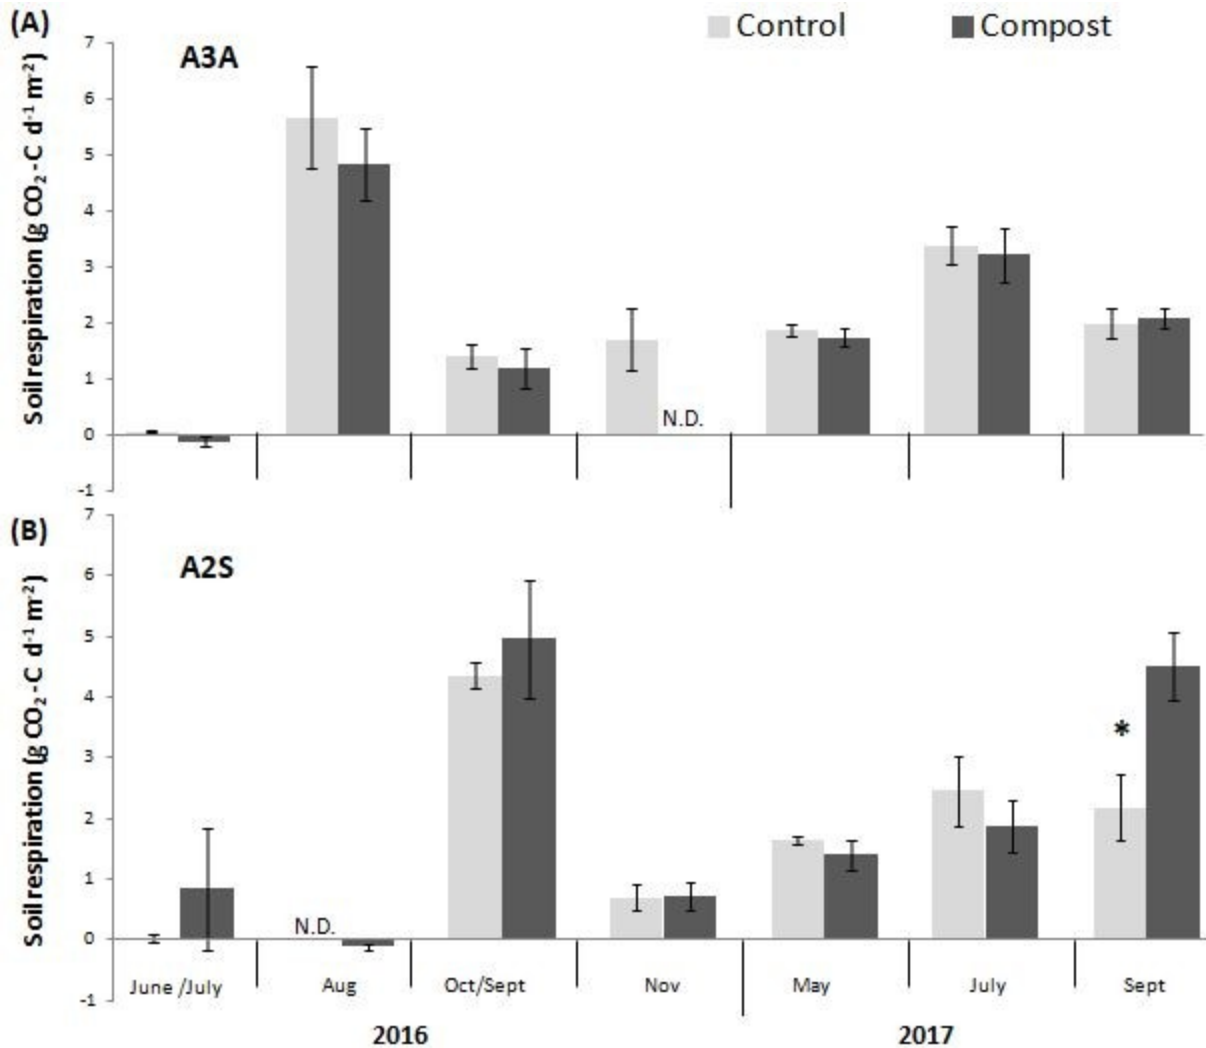 (A)
Control Compost
A3A
Soil respiration (g CO₂-C d⁻¹ m⁻²)
7
6
5
4
3
2
1
0
-1
N.D.
(B)
A2S
Soil respiration (g CO₂-C d⁻¹ m⁻²)
7
6
5
4
3
2
1
0
-1
N.D.
*
June /July Aug Oct/Sept Nov May July Sept
2016 2017